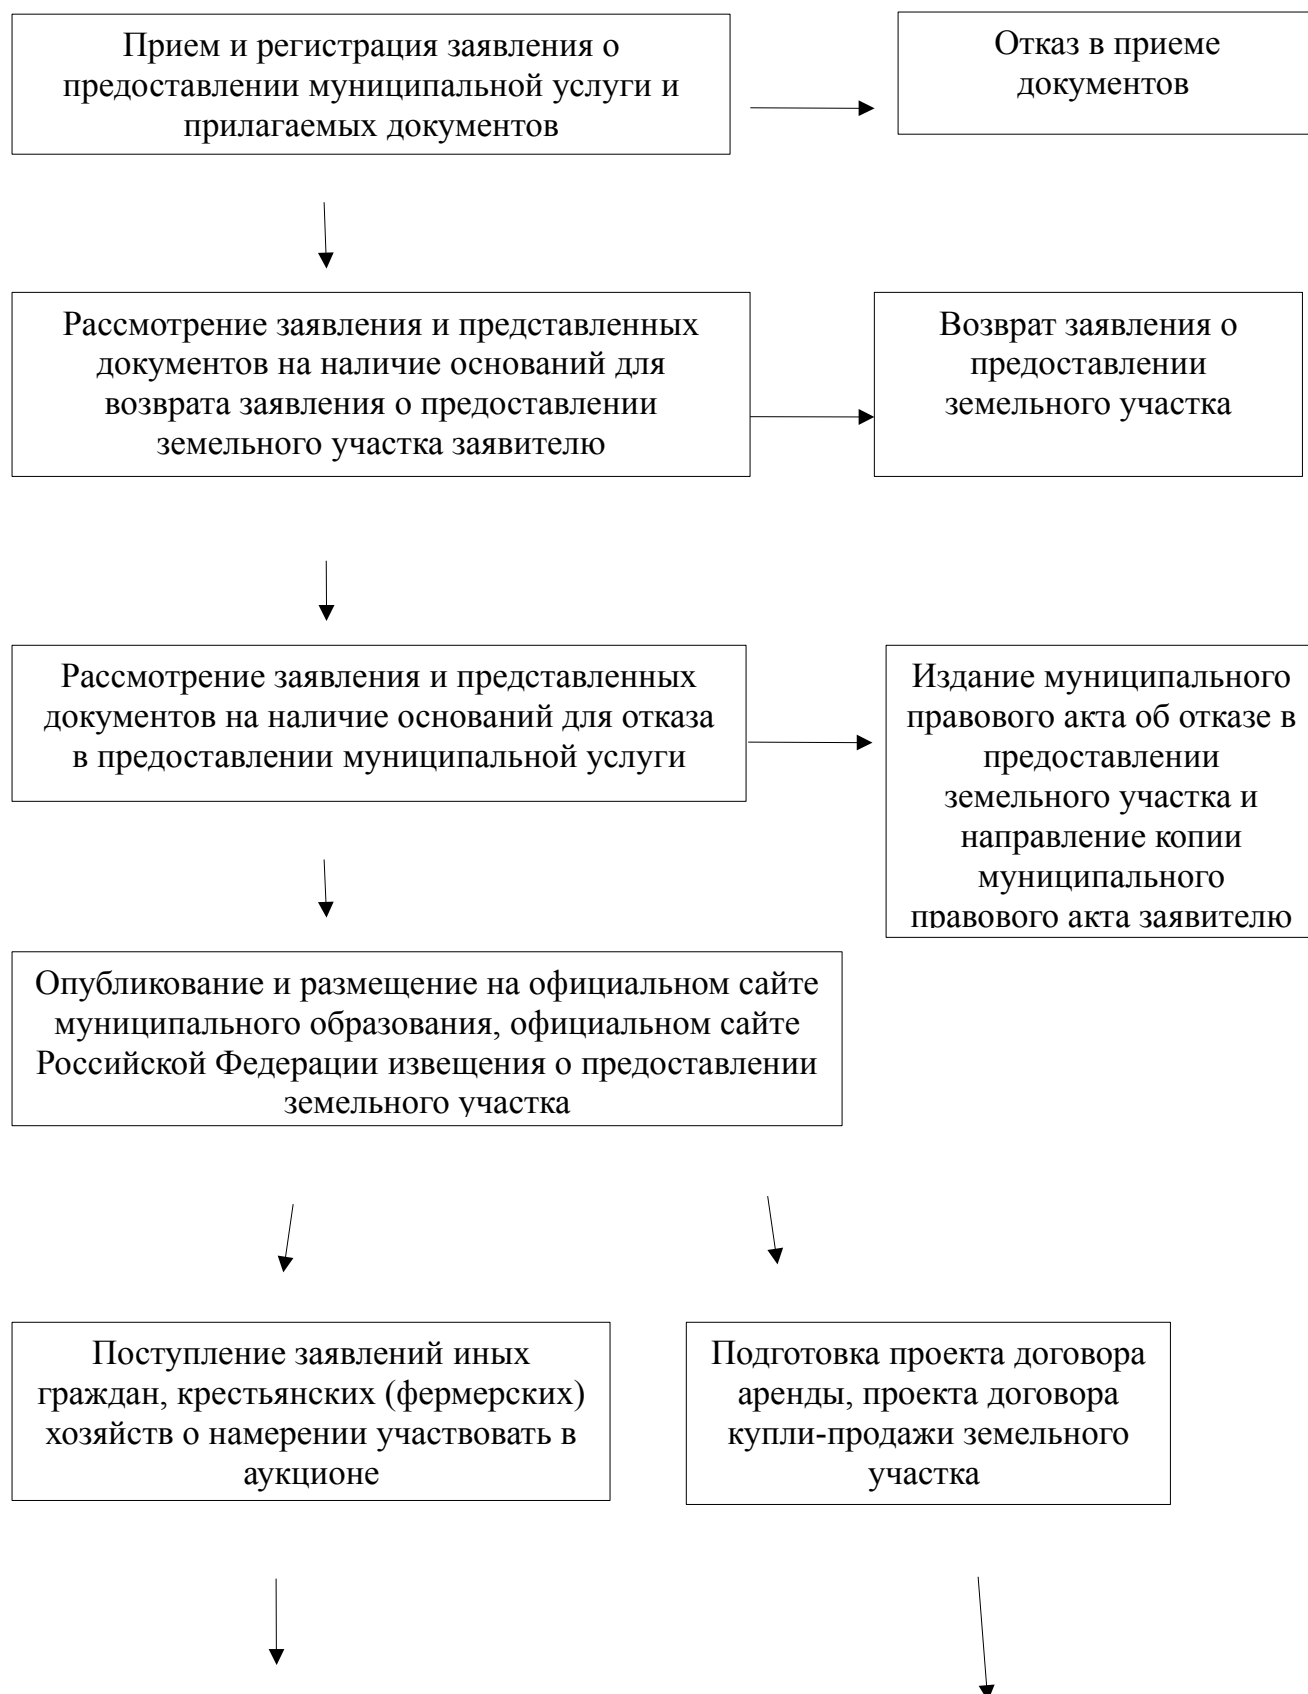 Прием и регистрация заявления о
предоставлении муниципальной услуги и
прилагаемых документов
Отказ в приеме
документов
Рассмотрение заявления и представленных
документов на наличие оснований для
возврата заявления о предоставлении
земельного участка заявителю
Возврат заявления о
предоставлении
земельного участка
Рассмотрение заявления и представленных
документов на наличие оснований для отказа
в предоставлении муниципальной услуги
Издание муниципального
правового акта об отказе в
предоставлении
земельного участка и
направление копии
муниципального
правового акта заявителю
Опубликование и размещение на официальном сайте
муниципального образования, официальном сайте
Российской Федерации извещения о предоставлении
земельного участка
Поступление заявлений иных
граждан, крестьянских (фермерских)
хозяйств о намерении участвовать в
аукционе
Подготовка проекта договора
аренды, проекта договора
купли-продажи земельного
участка